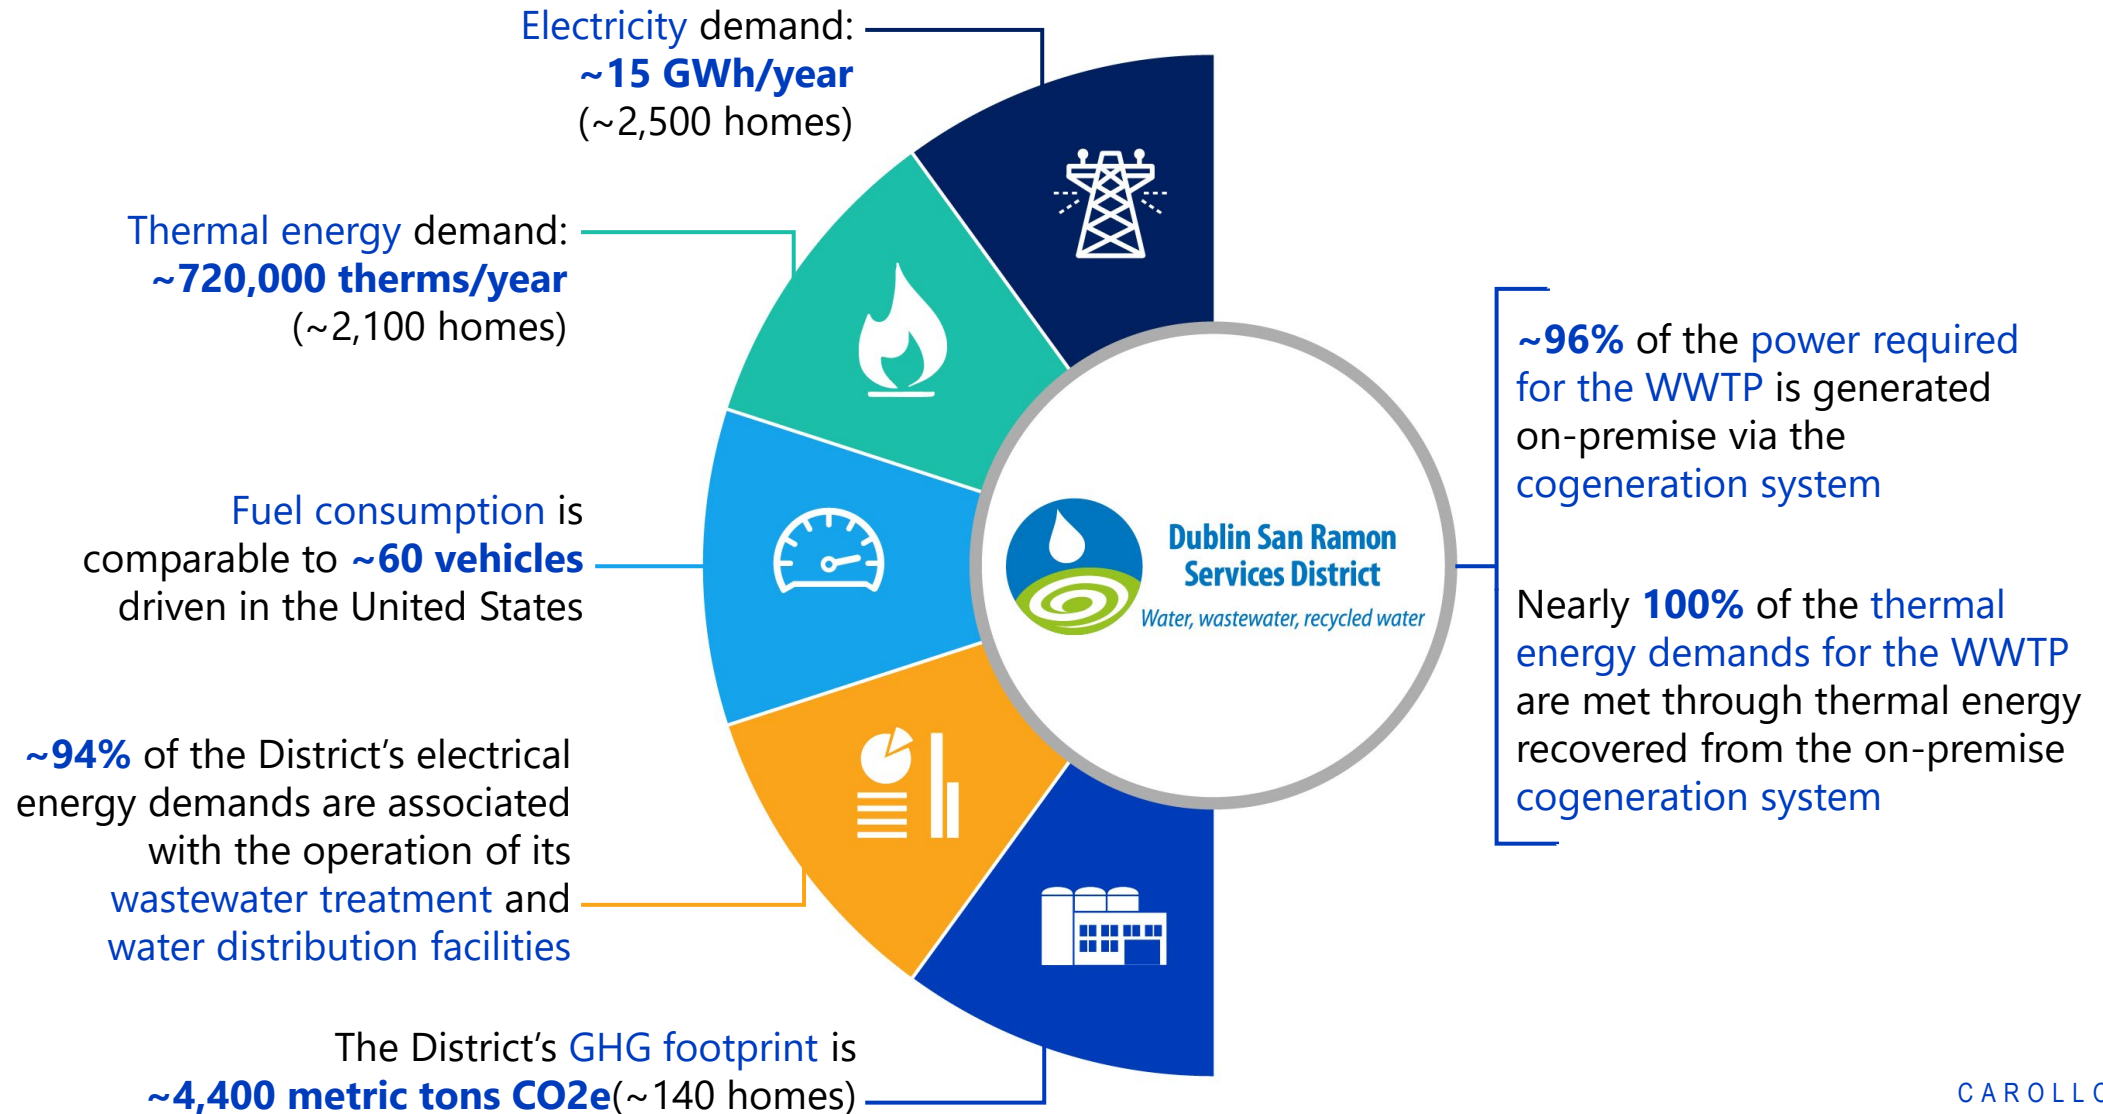 Electricity demand:
~15 GWh/year
(~2,500 homes)
Thermal energy demand:
~720,000 therms/year
(~2,100 homes)
Fuel consumption is
comparable to ~60 vehicles
driven in the United States
~94% of the District's electrical
energy demands are associated
with the operation of its
wastewater treatment and
water distribution facilities
The District's GHG footprint is
~4,400 metric tons CO2e(~140 homes)
Dublin San Ramon
Services District
Water, wastewater, recycled water
~96% of the power required
for the WWTP is generated
on-premise via the
cogeneration system
Nearly 100% of the thermal
energy demands for the WWTP
are met through thermal energy
recovered from the on-premise
cogeneration system
CAROLLO